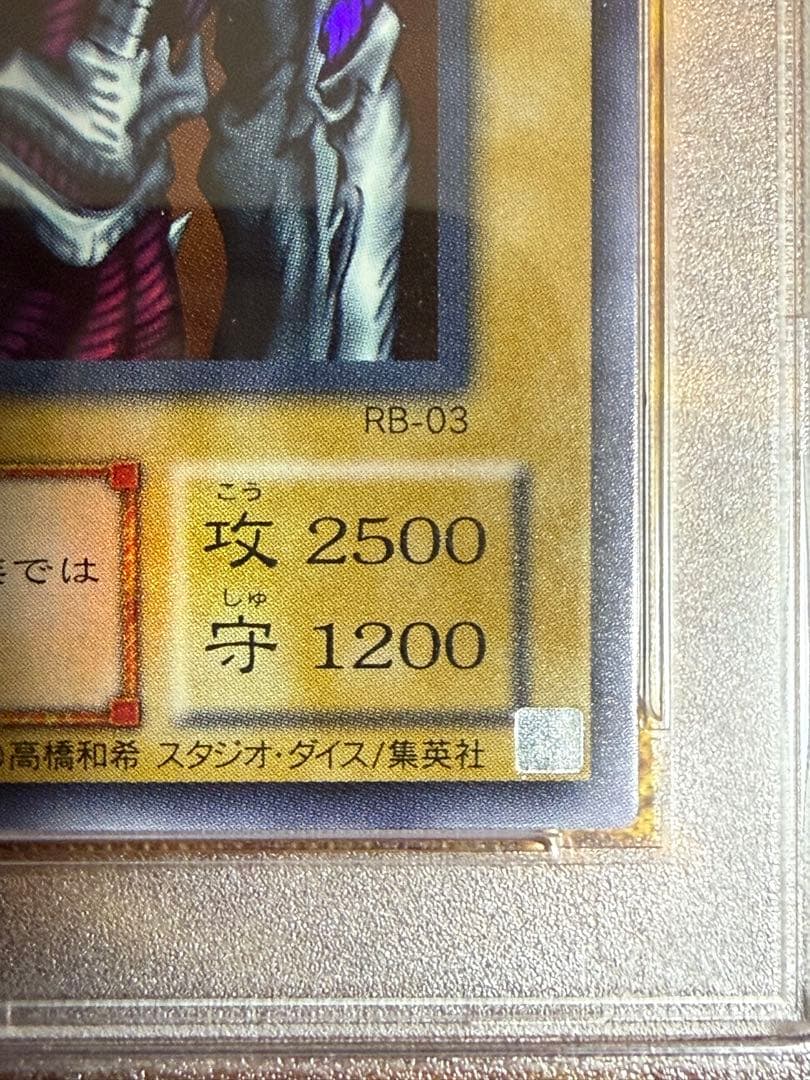 RB-03
こう
攻 2500
では
しゅ
守 1200
高橋和希 スタジオ・ダイス/集英社